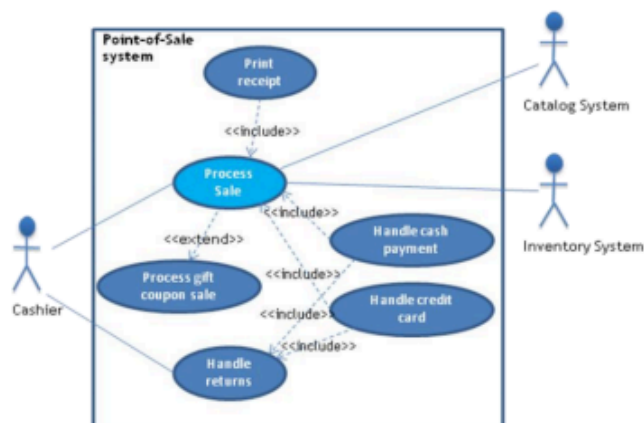 Point-of-Sale
system
Print
receipt
Catalog System
<<include>>
Process
Sale
<<include>>
Handle cash
payment
Inventory System
<<extend>>
Process gift
coupon sale
<<include>>
Handle credit
card
Cashier
<<include>>
<<include>>
Handle
returns